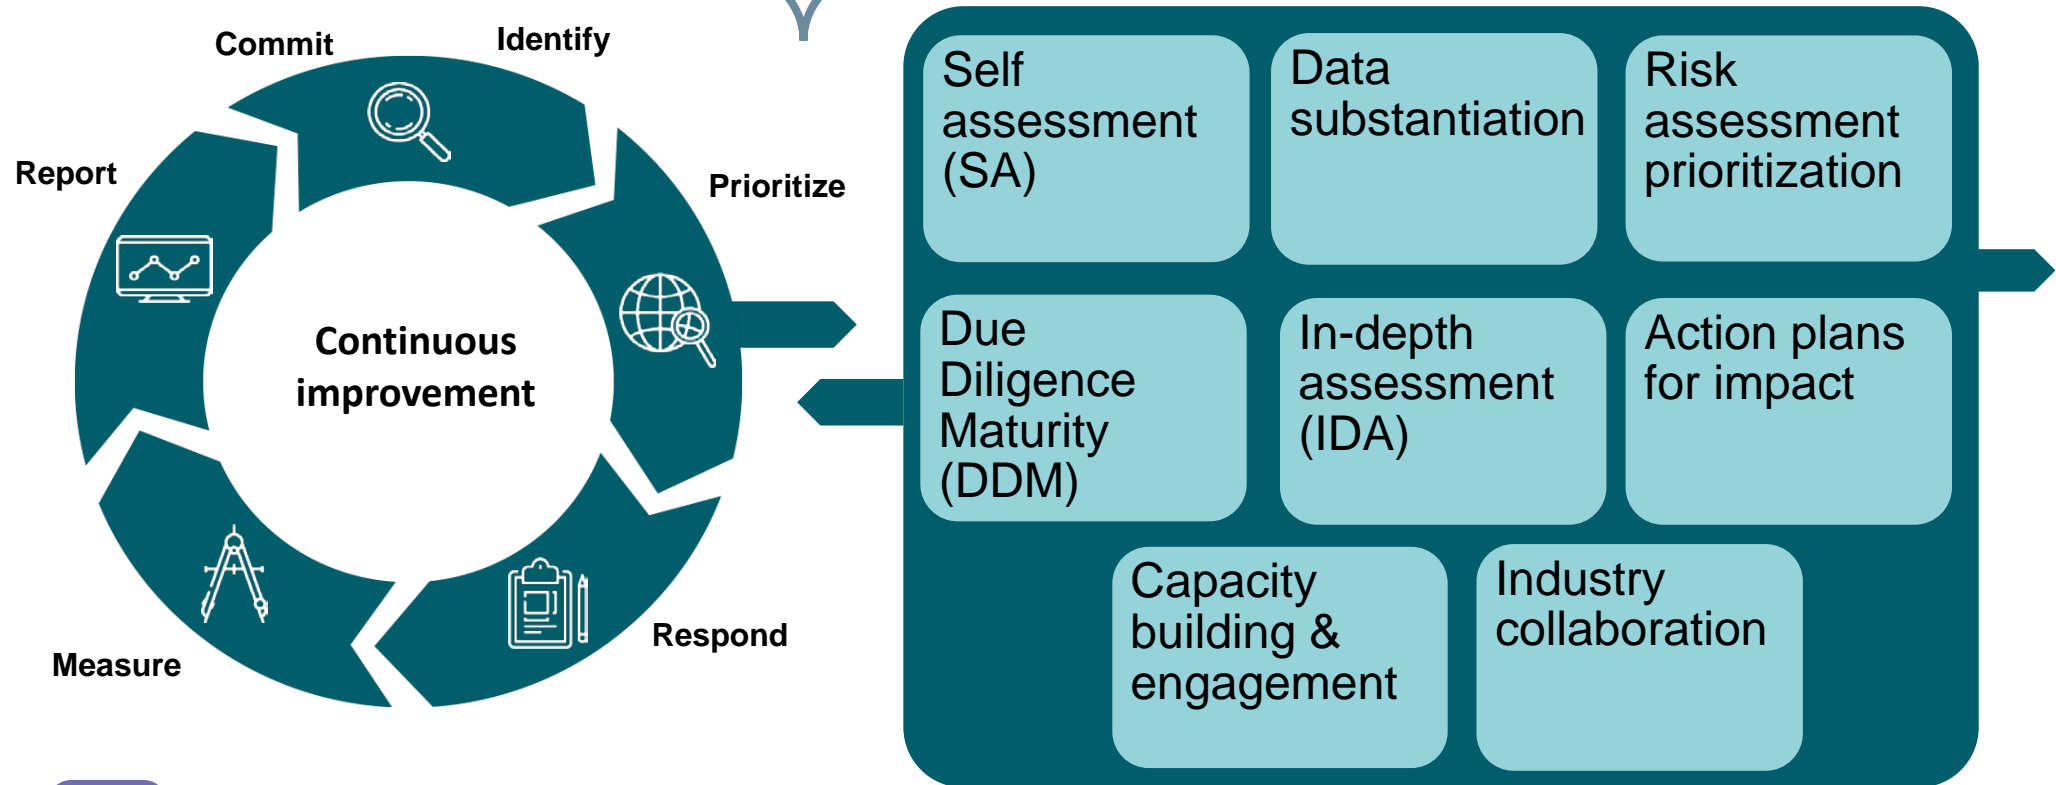 Commit
Identify
Report
Prioritize
Continuous
improvement
Measure
Respond
Self
assessment
(SA)
Data
substantiation
Risk
assessment
prioritization
Due
Diligence
Maturity
(DDM)
In-depth
assessment
(IDA)
Action plans
for impact
Capacity
building &
engagement
Industry
collaboration